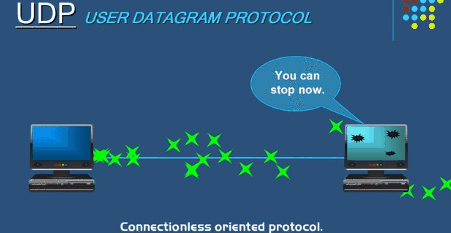 UDP USER DATAGRAM PROTOCOL
You can
stop now.
Connectionless oriented protocol.